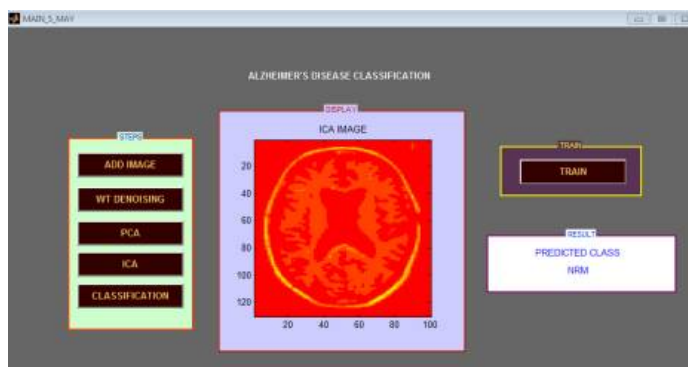 MAIN_5_MAY
ALZHEIMER'S DISEASE CLASSIFICATION
STEPS
ADD IMAGE
WT DENOISING
PCA
ICA
CLASSIFICATION
DISPLAY
ICA IMAGE
20
40
60
80
100
120
20 40 60 80 100
TRAIN
TRAIN
RESULT
PREDICTED CLASS
NRM